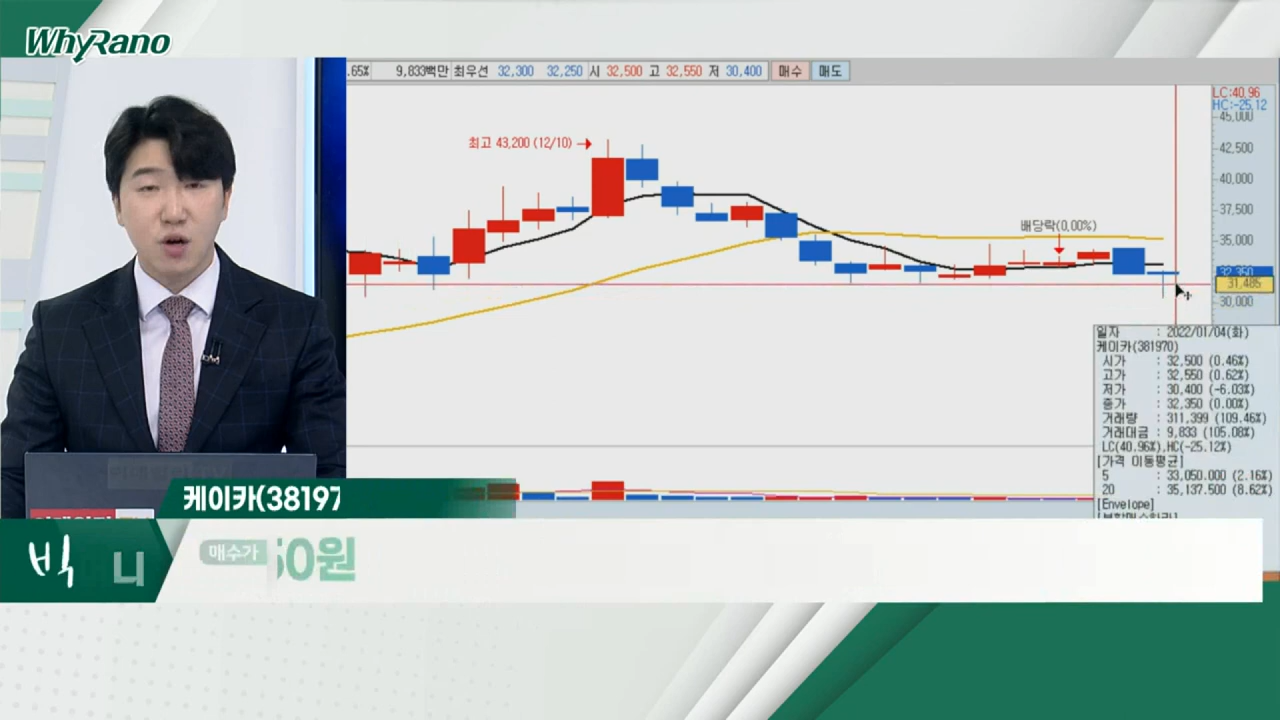 WhyRano
.65% 9,833백만 최우선 32,300 32,250 시 32,500 고 32,550 저 30,400 매수 매도
LC:40.96
HC:-25.12
45,000
최고 43,200 (12/10)
42,500
40,000
37,500
배당락(0.00%)
35,000
32,350
31,485
30,000
일자 : 2022/01/04(화)
케이카(381970)
시가 : 32,500 (0.46%)
고가 : 32,550 (0.62%)
저가 : 30,400 (-6.03%)
종가 : 32,350 (0.00%)
거래량 : 311,399 (109.46%)
거래대금 : 9,833 (105.08%)
LC(40.96%),HC(-25.12%)
[가격 이동평균]
5 : 33,050.000 (2.16%)
20 : 35,137.500 (8.62%)
[Envelope]
케이카(38197
빅 니
매수가 50원